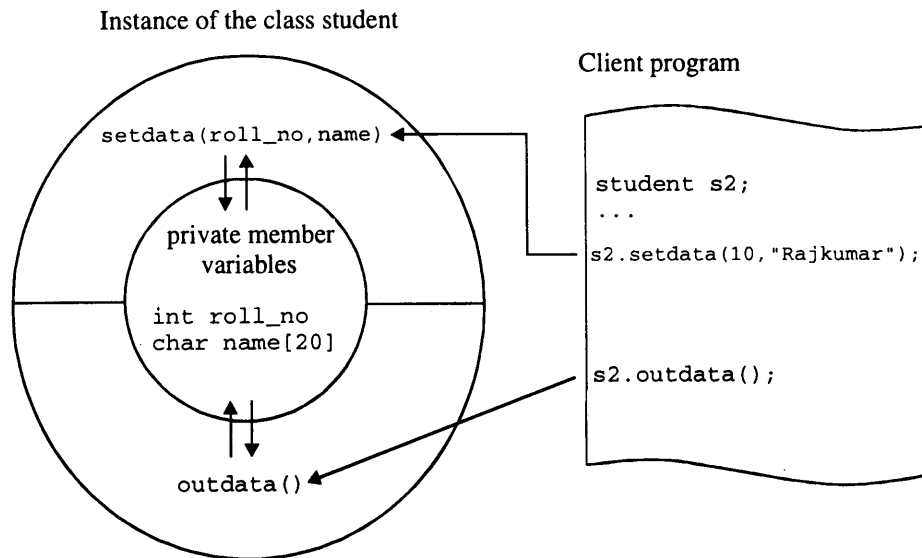 Instance of the class student
setdata(roll_no,name)
private member
variables
int roll_no
char name[20]
outdata()
Client program
student s2;
...
s2.setdata(10,"Rajkumar");
s2.outdata();